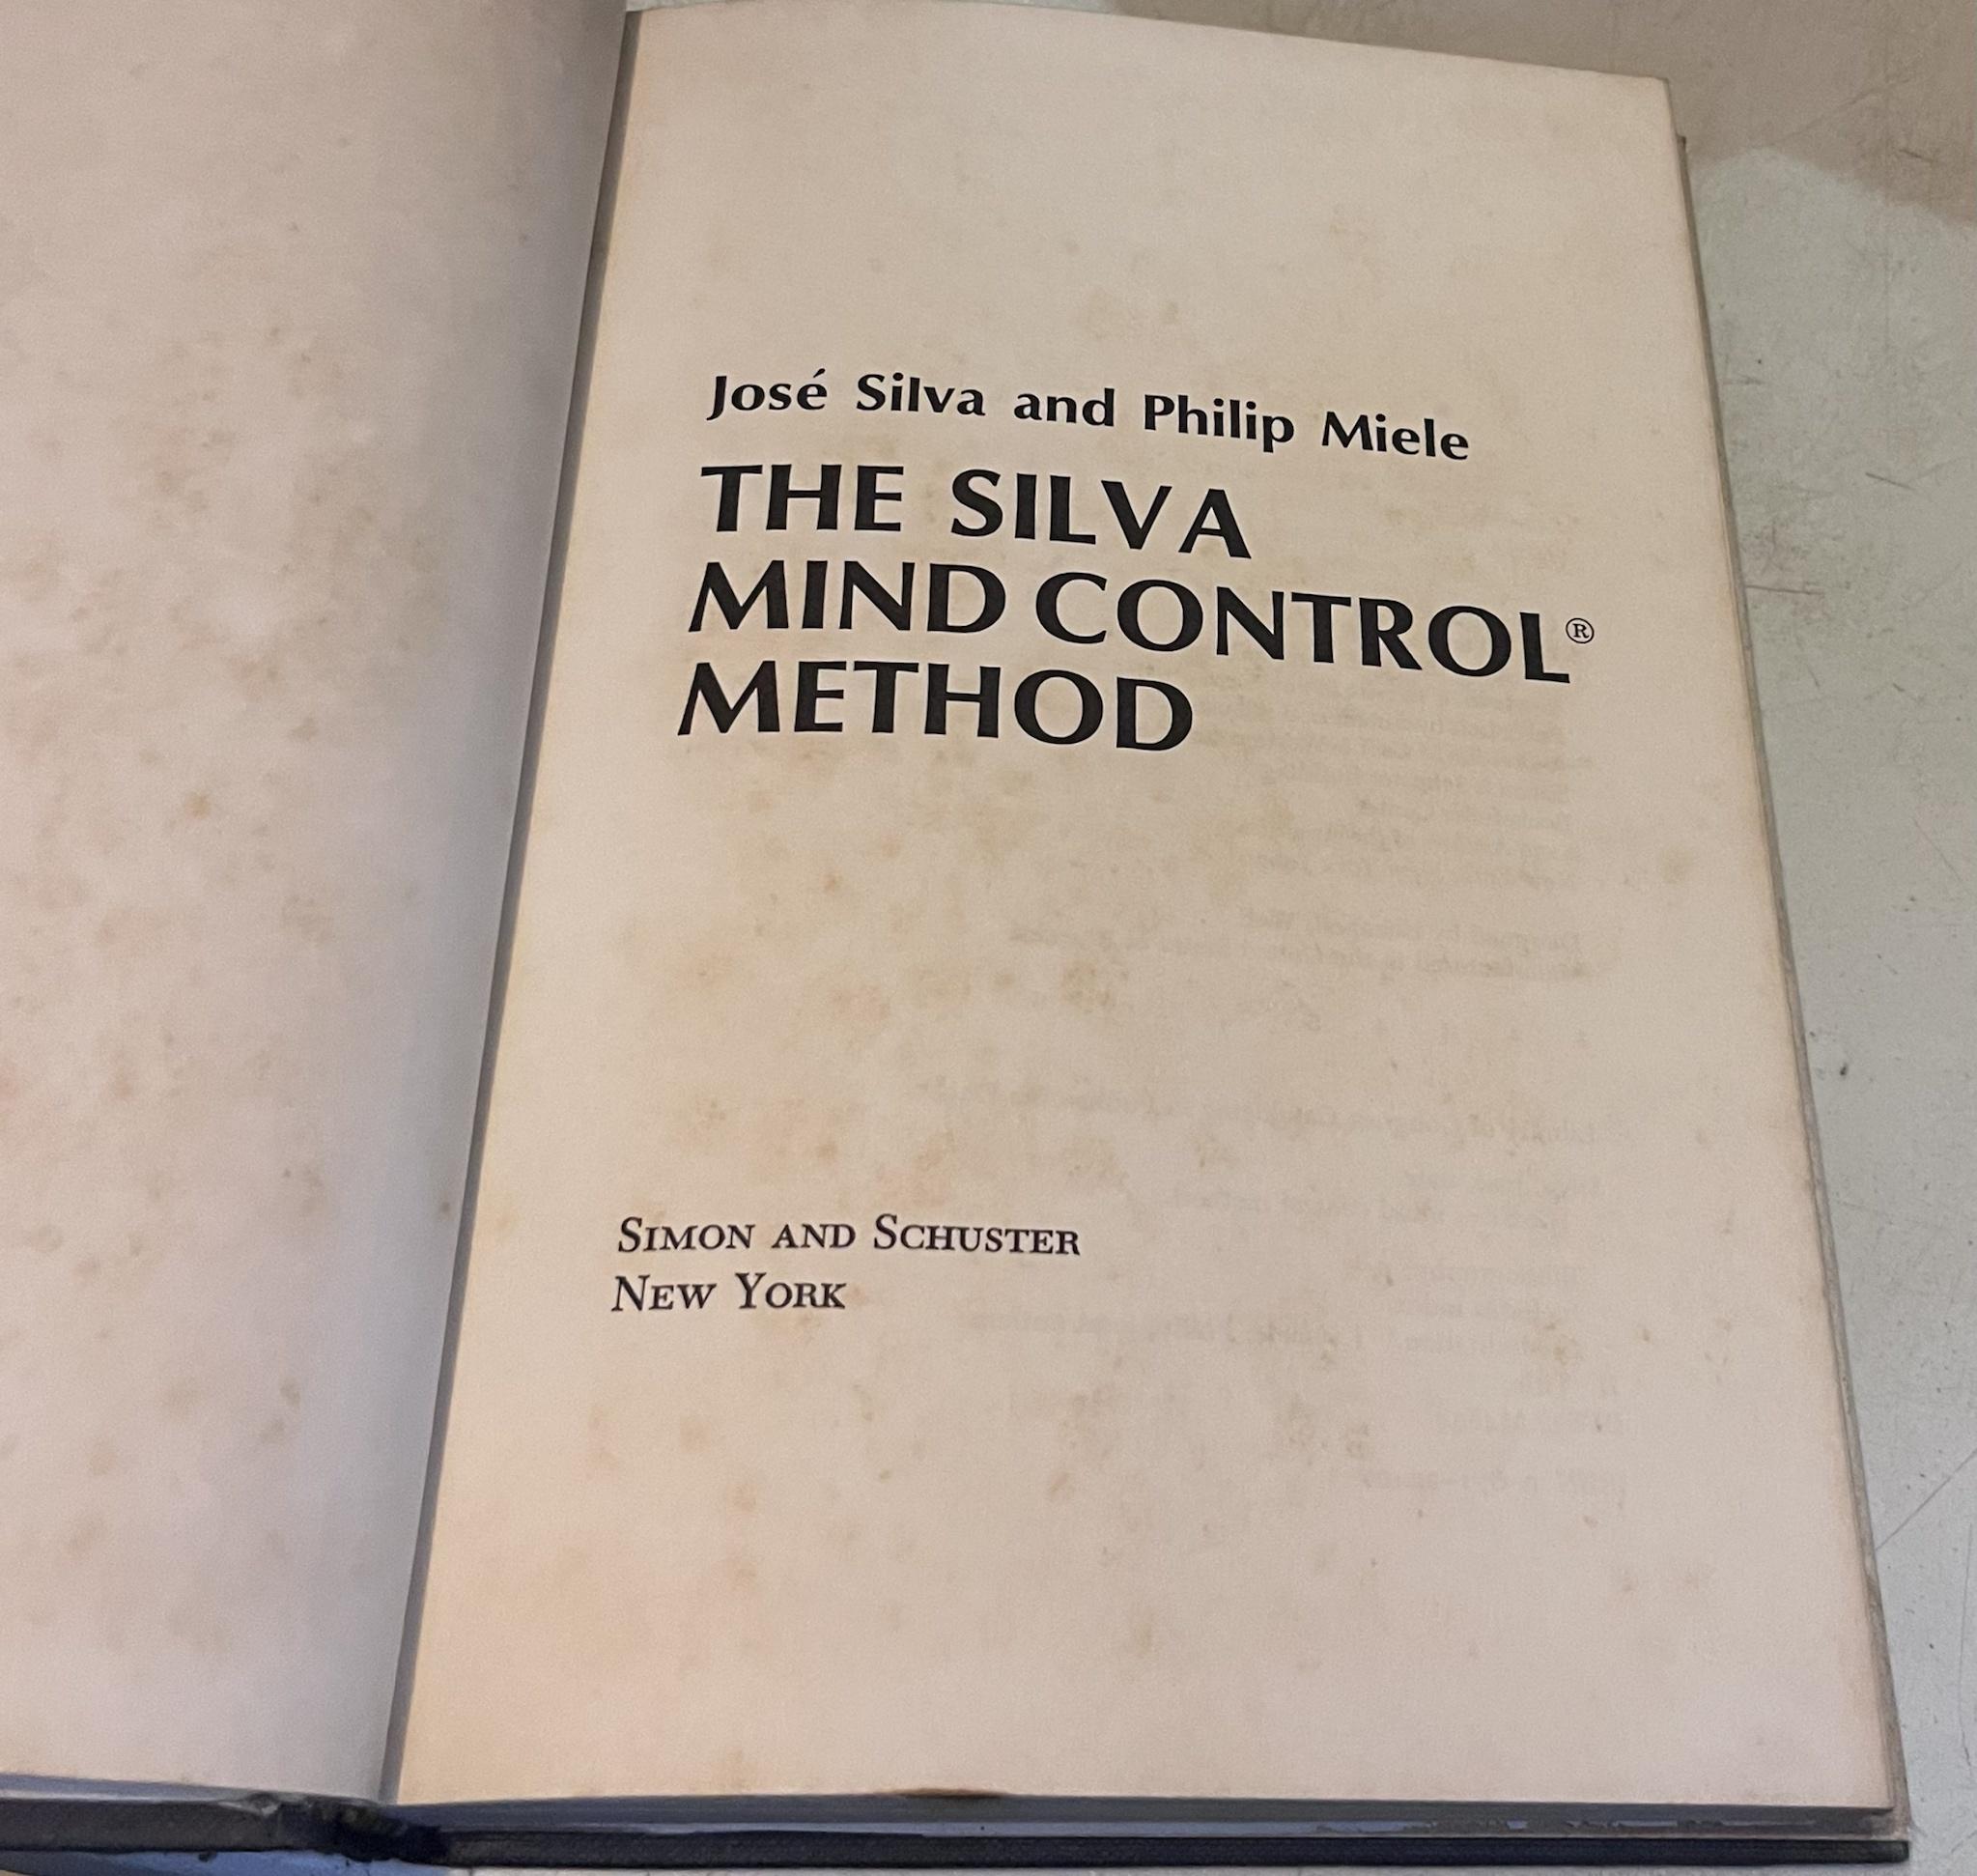 José Silva and Philip Miele
THE SILVA
MIND CONTROL®
METHOD
SIMON AND SCHUSTER
NEW YORK